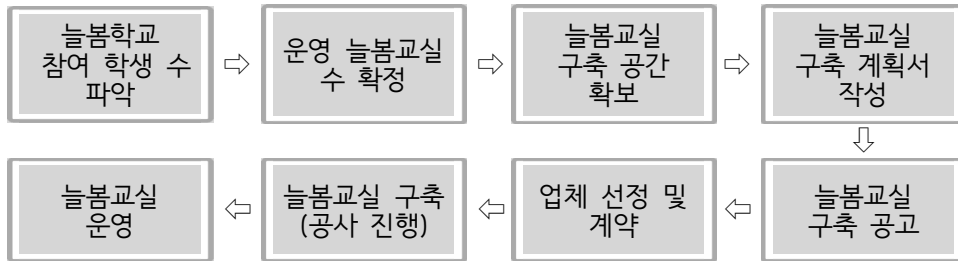 늘봄학교
참여 학생 수
파악
운영 늘봄교실
수 확정
늘봄교실
구축 공간
확보
늘봄교실
구축 계획서
작성
늘봄교실
구축 공고
업체 선정 및
계약
늘봄교실 구축
(공사 진행)
늘봄교실
운영